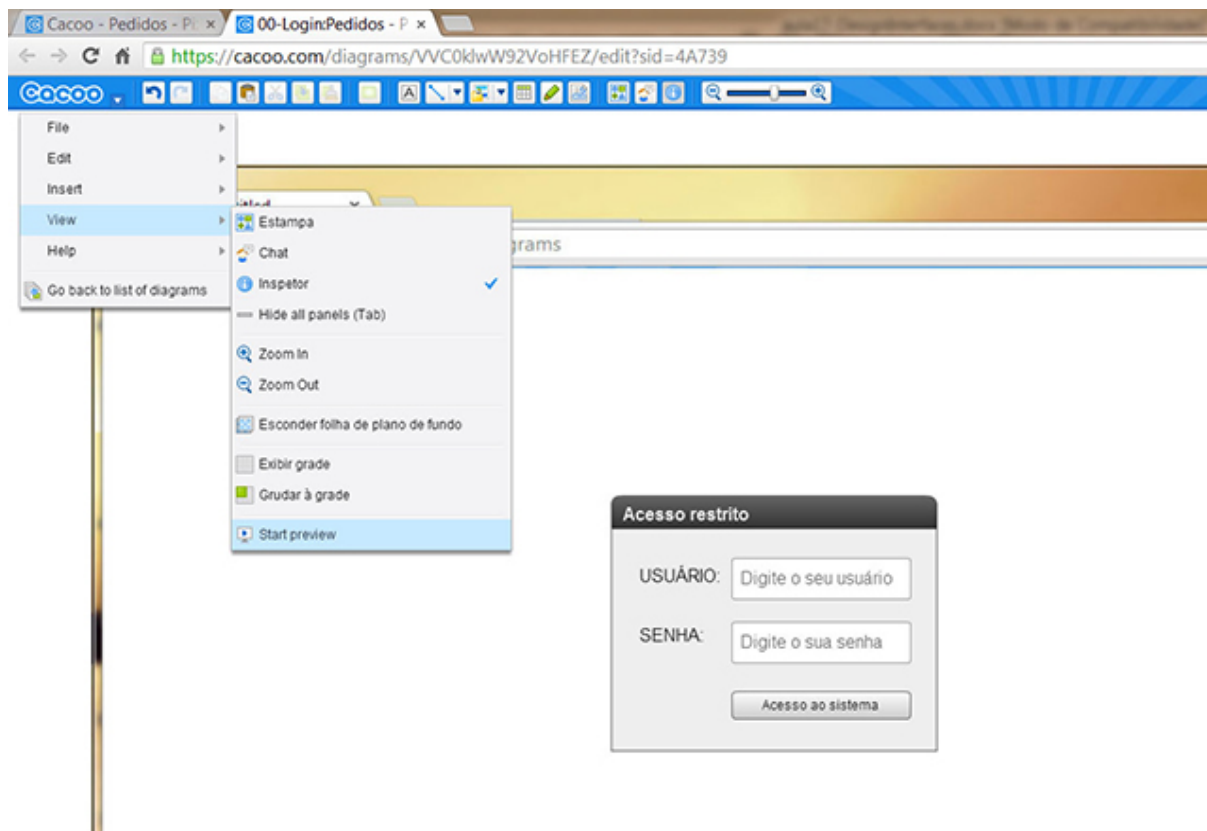 Cacoo - Pedidos - Pi
00-Login:Pedidos - P
https://cacoo.com/diagrams/VVC0klwW92VoHFEZ/edit?sid=4A739
Cacoo
File
Edit
Insert
View
Help
Go back to list of diagrams
Estampa
Chat
Inspetor
Hide all panels (Tab)
Zoom In
Zoom Out
Esconder folha de plano de fundo
Exibir grade
Grudar à grade
Start preview
Acesso restrito
USUÁRIO: Digite o seu usuário
SENHA: Digite o sua senha
Acesso ao sistema